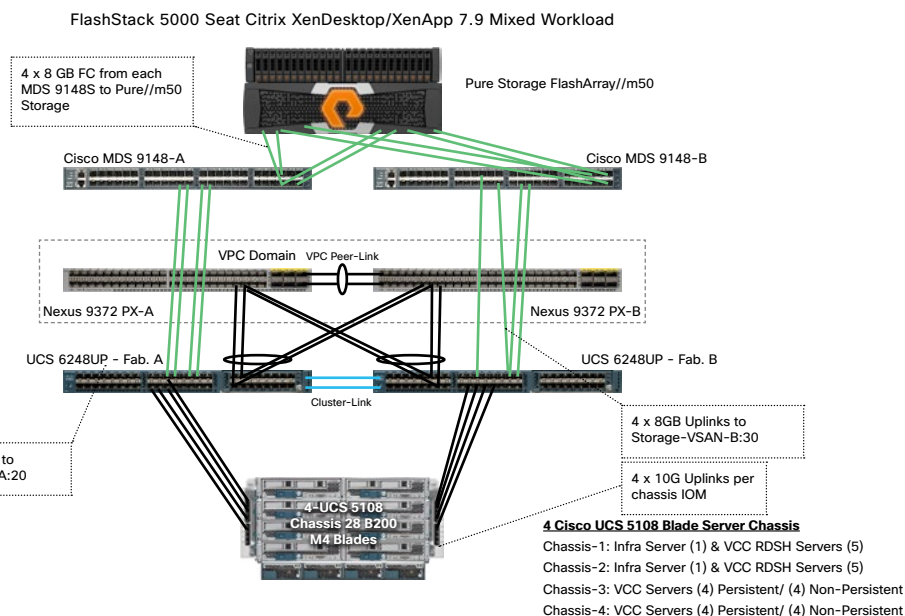 FlashStack 5000 Seat Citrix XenDesktop/XenApp 7.9 Mixed Workload
4 x 8 GB FC from each
MDS 9148S to Pure//m50
Storage
Pure Storage FlashArray//m50
Cisco MDS 9148-A
Cisco MDS 9148-B
VPC Domain
VPC Peer-Link
Nexus 9372 PX-A
Nexus 9372 PX-B
UCS 6248UP - Fab. A
UCS 6248UP - Fab. B
Cluster-Link
4 x 8GB Uplinks to
Storage-VSAN-B:30
to
A:20
4 x 10G Uplinks per
chassis IOM
4-UCS 5108
Chassis 28 B200
M4 Blades
4 Cisco UCS 5108 Blade Server Chassis
Chassis-1: Infra Server (1) & VCC RDSH Servers (5)
Chassis-2: Infra Server (1) & VCC RDSH Servers (5)
Chassis-3: VCC Servers (4) Persistent/ (4) Non-Persistent
Chassis-4: VCC Servers (4) Persistent/ (4) Non-Persistent